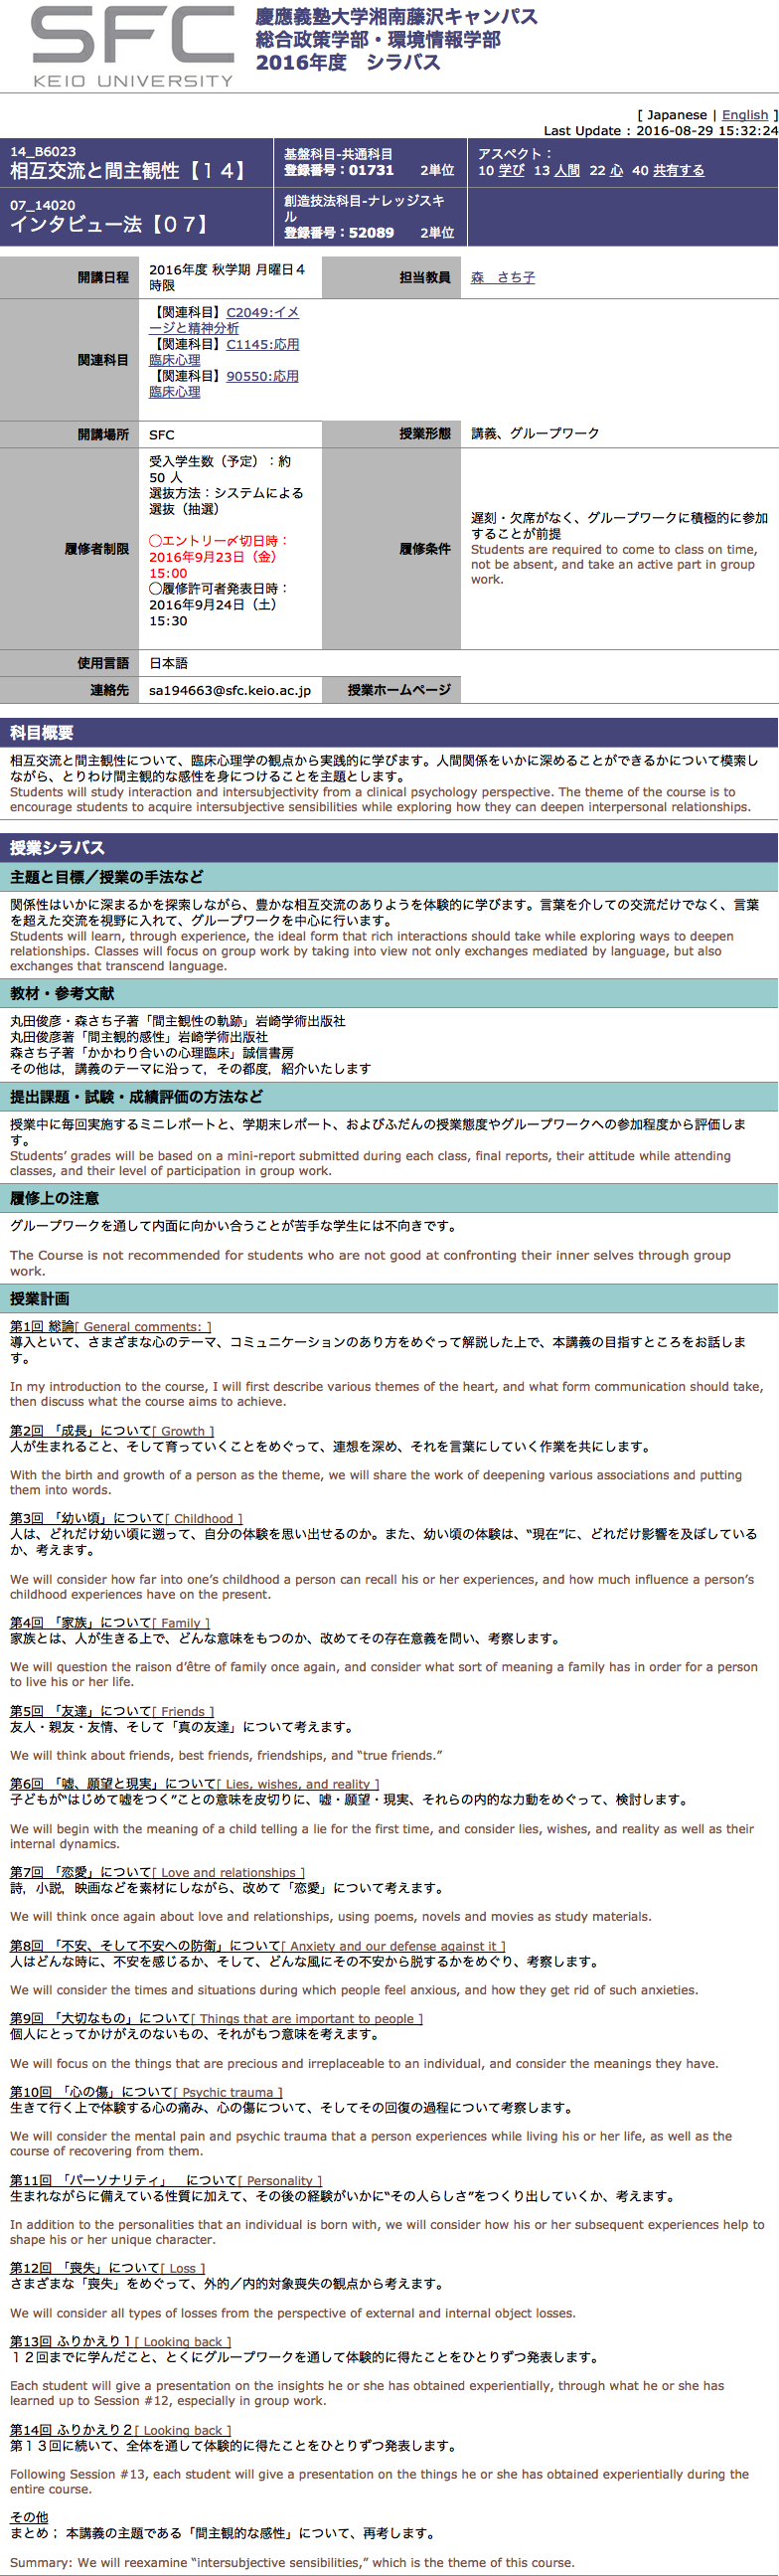 SFC
KEIO UNIVERSITY
慶應義塾大学湘南藤沢キャンパス
総合政策学部・環境情報学部
2016年度　シラバス
[ Japanese | English ]
Last Update : 2016-08-29 15:32:24
14_B6023
相互交流と間主観性【１４】
基盤科目-共通科目
登録番号：01731 2単位
アスペクト：
10 学び 13 人間 22 心 40 共有する
07_14020
インタビュー法【０７】
創造技法科目-ナレッジスキ
ル
登録番号：52089 2単位
開講日程
2016年度 秋学期 月曜日４
時限
担当教員
森　さち子
関連科目
【関連科目】C2049:イメ
ージと精神分析
【関連科目】C1145:応用
臨床心理
【関連科目】90550:応用
臨床心理
開講場所
SFC
授業形態
講義、グループワーク
履修者制限
受入学生数（予定）：約
50 人
選抜方法：システムによる
選抜（抽選）
◯エントリー〆切日時：
2016年9月23日（金）
15:00
◯履修許可者発表日時：
2016年9月24日（土）
15:30
履修条件
遅刻・欠席がなく、グループワークに積極的に参加
することが前提
Students are required to come to class on time,
not be absent, and take an active part in group
work.
使用言語
日本語
連絡先
sa194663@sfc.keio.ac.jp
授業ホームページ
科目概要
相互交流と間主観性について、臨床心理学の観点から実践的に学びます。人間関係をいかに深めることができるかについて模索し
ながら、とりわけ間主観的な感性を身につけることを主題とします。
Students will study interaction and intersubjectivity from a clinical psychology perspective. The theme of the course is to
encourage students to acquire intersubjective sensibilities while exploring how they can deepen interpersonal relationships.
授業シラバス
主題と目標／授業の手法など
関係性はいかに深まるかを探索しながら、豊かな相互交流のありようを体験的に学びます。言葉を介しての交流だけでなく、言葉
を超えた交流を視野に入れて、グループワークを中心に行います。
Students will learn, through experience, the ideal form that rich interactions should take while exploring ways to deepen
relationships. Classes will focus on group work by taking into view not only exchanges mediated by language, but also
exchanges that transcend language.
教材・参考文献
丸田俊彦・森さち子著「間主観性の軌跡」岩崎学術出版社
丸田俊彦著「間主観的感性」岩崎学術出版社
森さち子著「かかわり合いの心理臨床」誠信書房
その他は，講義のテーマに沿って，その都度，紹介いたします
提出課題・試験・成績評価の方法など
授業中に毎回実施するミニレポートと、学期末レポート、およびふだんの授業態度やグループワークへの参加程度から評価しま
す。
Students’ grades will be based on a mini-report submitted during each class, final reports, their attitude while attending
classes, and their level of participation in group work.
履修上の注意
グループワークを通して内面に向かい合うことが苦手な学生には不向きです。
The Course is not recommended for students who are not good at confronting their inner selves through group
work.
授業計画
第1回 総論[ General comments: ]
導入といて、さまざまな心のテーマ、コミュニケーションのあり方をめぐって解説した上で、本講義の目指すところをお話しま
す。
In my introduction to the course, I will first describe various themes of the heart, and what form communication should take,
then discuss what the course aims to achieve.
第2回 「成長」について[ Growth ]
人が生まれること、そして育っていくことをめぐって、連想を深め、それを言葉にしていく作業を共にします。
With the birth and growth of a person as the theme, we will share the work of deepening various associations and putting
them into words.
第3回 「幼い頃」について[ Childhood ]
人は、どれだけ幼い頃に遡って、自分の体験を思い出せるのか。また、幼い頃の体験は、“現在”に、どれだけ影響を及ぼしている
か、考えます。
We will consider how far into one’s childhood a person can recall his or her experiences, and how much influence a person’s
childhood experiences have on the present.
第4回 「家族」について[ Family ]
家族とは、人が生きる上で、どんな意味をもつのか、改めてその存在意義を問い、考察します。
We will question the raison d’être of family once again, and consider what sort of meaning a family has in order for a person
to live his or her life.
第5回 「友達」について[ Friends ]
友人・親友・友情、そして「真の友達」について考えます。
We will think about friends, best friends, friendships, and “true friends.”
第6回 「嘘、願望と現実」について[ Lies, wishes, and reality ]
子どもが“はじめて嘘をつく”ことの意味を皮切りに、嘘・願望・現実、それらの内的な力動をめぐって、検討します。
We will begin with the meaning of a child telling a lie for the first time, and consider lies, wishes, and reality as well as their
internal dynamics.
第7回 「恋愛」について[ Love and relationships ]
詩，小説，映画などを素材にしながら、改めて「恋愛」について考えます。
We will think once again about love and relationships, using poems, novels and movies as study materials.
第8回 「不安、そして不安への防衛」について[ Anxiety and our defense against it ]
人はどんな時に、不安を感じるか、そして、どんな風にその不安から脱するかをめぐり、考察します。
We will consider the times and situations during which people feel anxious, and how they get rid of such anxieties.
第9回 「大切なもの」について[ Things that are important to people ]
個人にとってかけがえのないもの、それがもつ意味を考えます。
We will focus on the things that are precious and irreplaceable to an individual, and consider the meanings they have.
第10回 「心の傷」について[ Psychic trauma ]
生きて行く上で体験する心の痛み、心の傷について、そしてその回復の過程について考察します。
We will consider the mental pain and psychic trauma that a person experiences while living his or her life, as well as the
course of recovering from them.
第11回 「パーソナリティ」　について[ Personality ]
生まれながらに備えている性質に加えて、その後の経験がいかに“その人らしさ”をつくり出していくか、考えます。
In addition to the personalities that an individual is born with, we will consider how his or her subsequent experiences help to
shape his or her unique character.
第12回 「喪失」について[ Loss ]
さまざまな「喪失」をめぐって、外的／内的対象喪失の観点から考えます。
We will consider all types of losses from the perspective of external and internal object losses.
第13回 ふりかえり１[ Looking back ]
１２回までに学んだこと、とくにグループワークを通して体験的に得たことをひとりずつ発表します。
Each student will give a presentation on the insights he or she has obtained experientially, through what he or she has
learned up to Session #12, especially in group work.
第14回 ふりかえり２[ Looking back ]
第１３回に続いて、全体を通して体験的に得たことをひとりずつ発表します。
Following Session #13, each student will give a presentation on the things he or she has obtained experientially during the
entire course.
その他
まとめ； 本講義の主題である「間主観的な感性」について、再考します。
Summary: We will reexamine “intersubjective sensibilities,” which is the theme of this course.